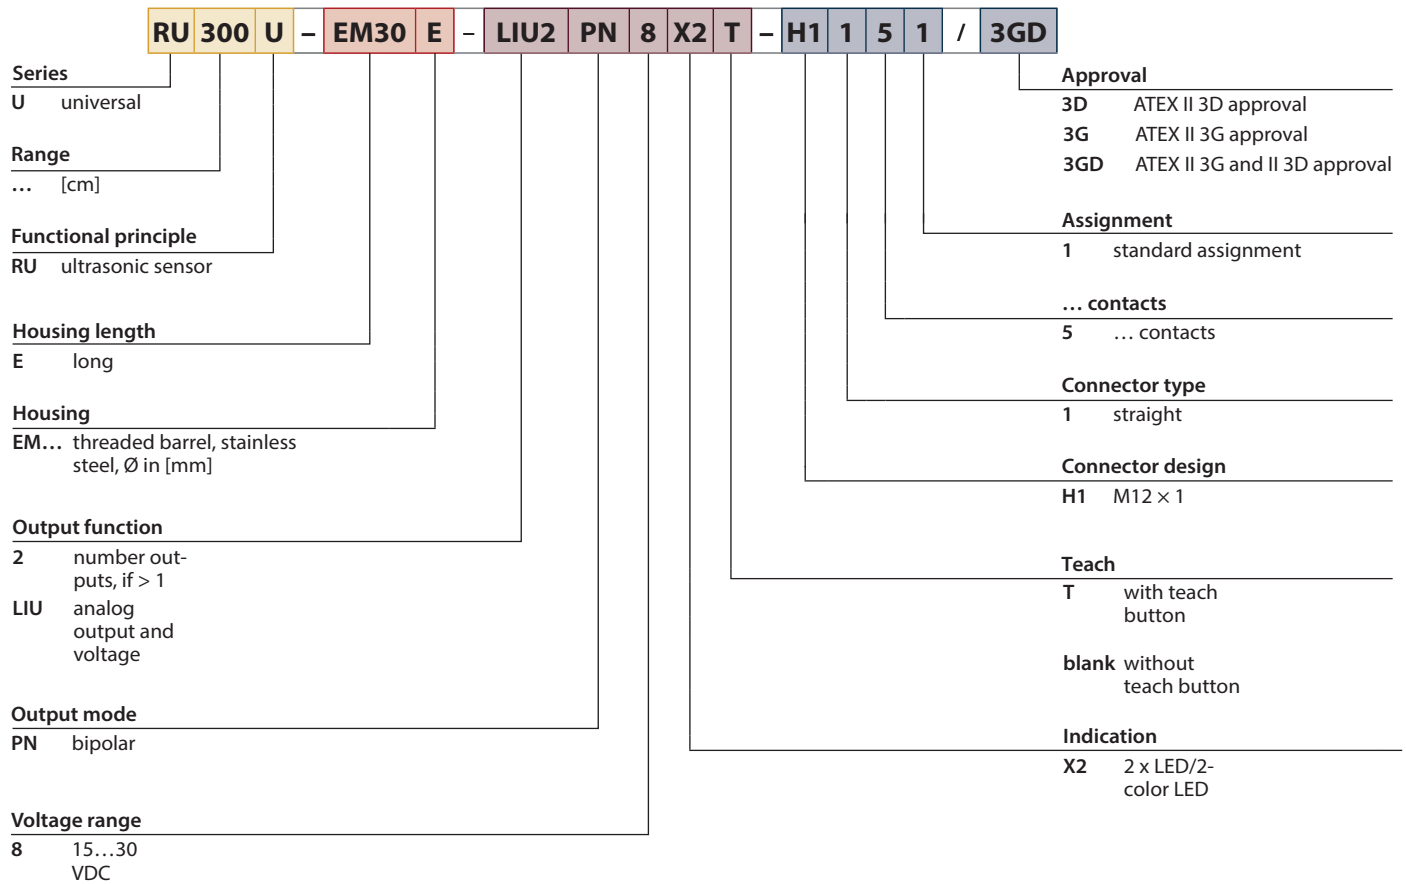 RU 300 U – EM30 E – LIU2 PN 8 X2 T – H1 1 5 1 / 3GD
Series
U universal
Range
… [cm]
Functional principle
RU ultrasonic sensor
Housing length
E long
Housing
EM… threaded barrel, stainless
steel, Ø in [mm]
Output function
2 number out-
puts, if > 1
LIU analog
output and
voltage
Output mode
PN bipolar
Voltage range
8 15…30
VDC
Approval
3D ATEX II 3D approval
3G ATEX II 3G approval
3GD ATEX II 3G and II 3D approval
Assignment
1 standard assignment
… contacts
5 … contacts
Connector type
1 straight
Connector design
H1 M12 × 1
Teach
T with teach
button
blank without
teach button
Indication
X2 2 x LED/2-
color LED